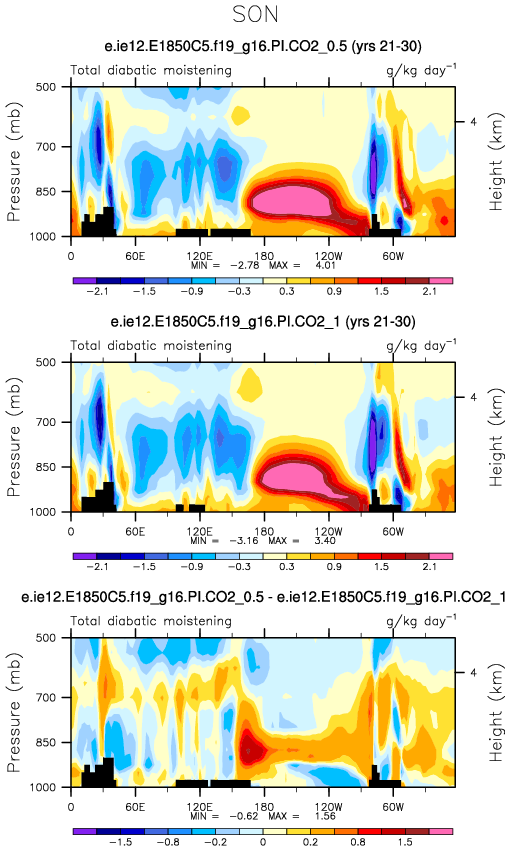 SON
e.ie12.E1850C5.f19_g16.PI.CO2_0.5 (yrs 21-30)
Total diabatic moistening g/kg day⁻¹
500
700
850
1000
Pressure (mb)
4
Height (km)
0 60E 120E 180 120W 60W
MIN = -2.78 MAX = 4.01
-2.1 -1.5 -0.9 -0.3 0.3 0.9 1.5 2.1
e.ie12.E1850C5.f19_g16.PI.CO2_1 (yrs 21-30)
Total diabatic moistening g/kg day⁻¹
500
700
850
1000
Pressure (mb)
4
Height (km)
0 60E 120E 180 120W 60W
MIN = -3.16 MAX = 3.40
-2.1 -1.5 -0.9 -0.3 0.3 0.9 1.5 2.1
e.ie12.E1850C5.f19_g16.PI.CO2_0.5 - e.ie12.E1850C5.f19_g16.PI.CO2_1
Total diabatic moistening g/kg day⁻¹
500
700
850
1000
Pressure (mb)
4
Height (km)
0 60E 120E 180 120W 60W
MIN = -0.62 MAX = 1.56
-1.5 -0.8 -0.2 0 0.2 0.8 1.5